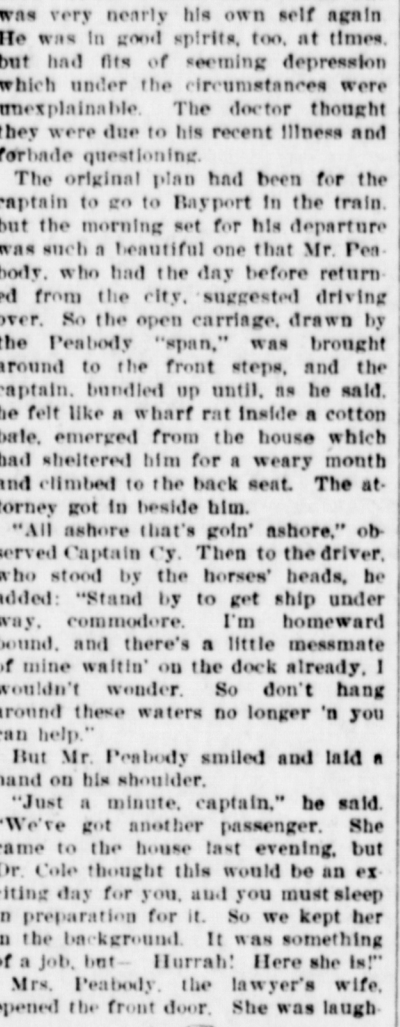 was very nearly his own self again
He was in good spirits, too, at times,
but had fits of seeming depression
which under the circumstances were
unexplainable. The doctor thought
they were due to his recent illness and
forbade questioning.
The original plan had been for the
captain to go to Bayport in the train,
but the morning set for his departure
was such a beautiful one that Mr. Pea-
body, who had the day before return-
ed from the city, suggested driving
over. So the open carriage, drawn by
the Peabody "span," was brought
around to the front steps, and the
captain, bundled up until, as he said,
he felt like a wharf rat inside a cotton
bale, emerged from the house which
had sheltered him for a weary month
and climbed to the back seat. The at-
torney got in beside him.
"All ashore that's goin' ashore," ob-
served Captain Cy. Then to the driver,
who stood by the horses' heads, he
added: "Stand by to get ship under
way, commodore. I'm homeward
bound, and there's a little messmate
of mine waitin' on the dock already, I
wouldn't wonder. So don't hang
around these waters no longer 'n you
can help."
But Mr. Peabody smiled and laid a
hand on his shoulder.
"Just a minute, captain," he said.
"We've got another passenger. She
came to the house last evening, but
Dr. Cole thought this would be an ex-
citing day for you, and you must sleep
in preparation for it. So we kept her
in the background. It was something
of a job, but— Hurrah! Here she is!"
Mrs. Peabody, the lawyer's wife,
opened the front door. She was laugh-